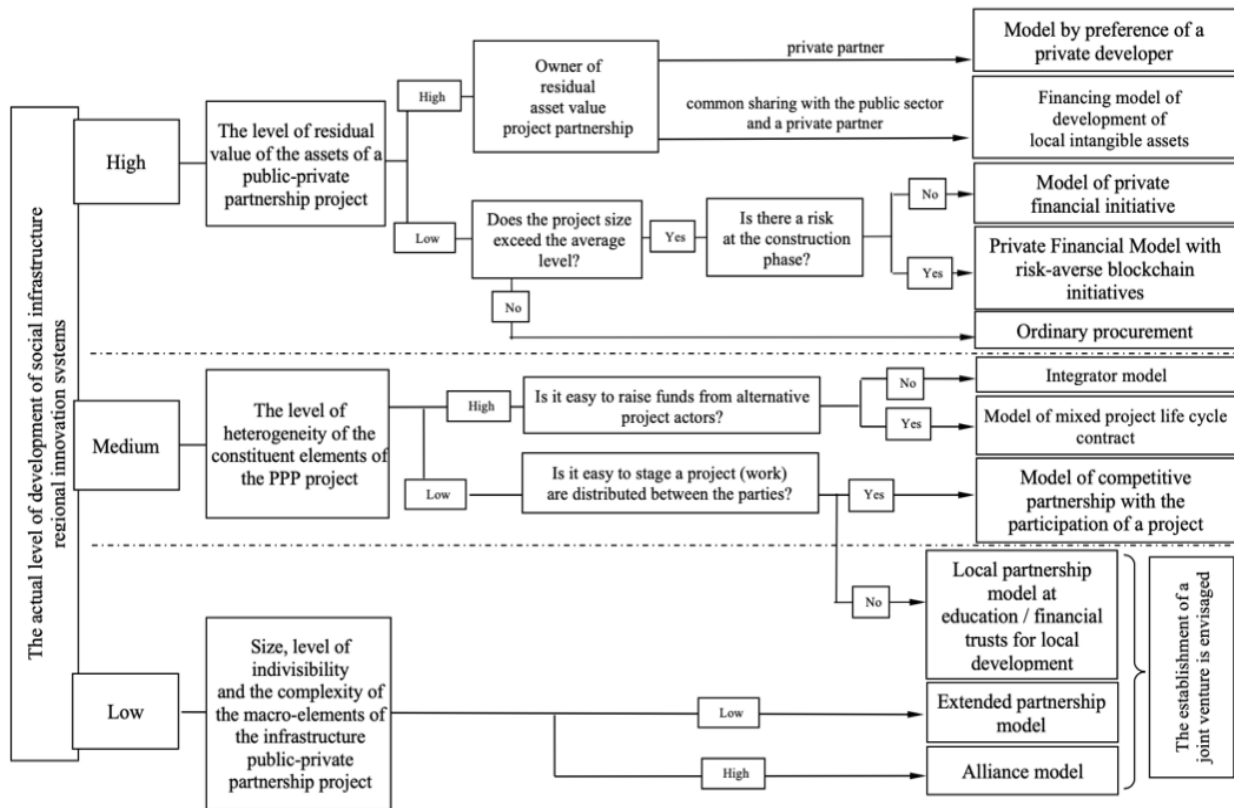 The actual level of development of social infrastructure
regional innovation systems
High
The level of residual
value of the assets of a
public-private
partnership project
High
Owner of
residual
asset value
project partnership
private partner
Model by preference of a
private developer
common sharing with the public sector
and a private partner
Financing model of
development of
local intangible assets
Low
Does the project size
exceed the average
level?
Yes
Is there a risk
at the construction
phase?
No
Model of private
financial initiative
Yes
Private Financial Model with
risk-averse blockchain
initiatives
No
Ordinary procurement
Medium
The level of
heterogeneity of the
constituent elements of
the PPP project
High
Is it easy to raise funds from alternative
project actors?
No
Integrator model
Yes
Model of mixed project life cycle
contract
Low
Is it easy to stage a project (work)
are distributed between the parties?
Yes
Model of competitive
partnership with the
participation of a project
No
Local partnership
model at
education / financial
trusts for local
development
Low
Size, level of
indivisibility
and the complexity of
the macro-elements of
the infrastructure
public-private
partnership project
Low
Extended partnership
model
High
Alliance model
The establishment of a
joint venture is envisaged